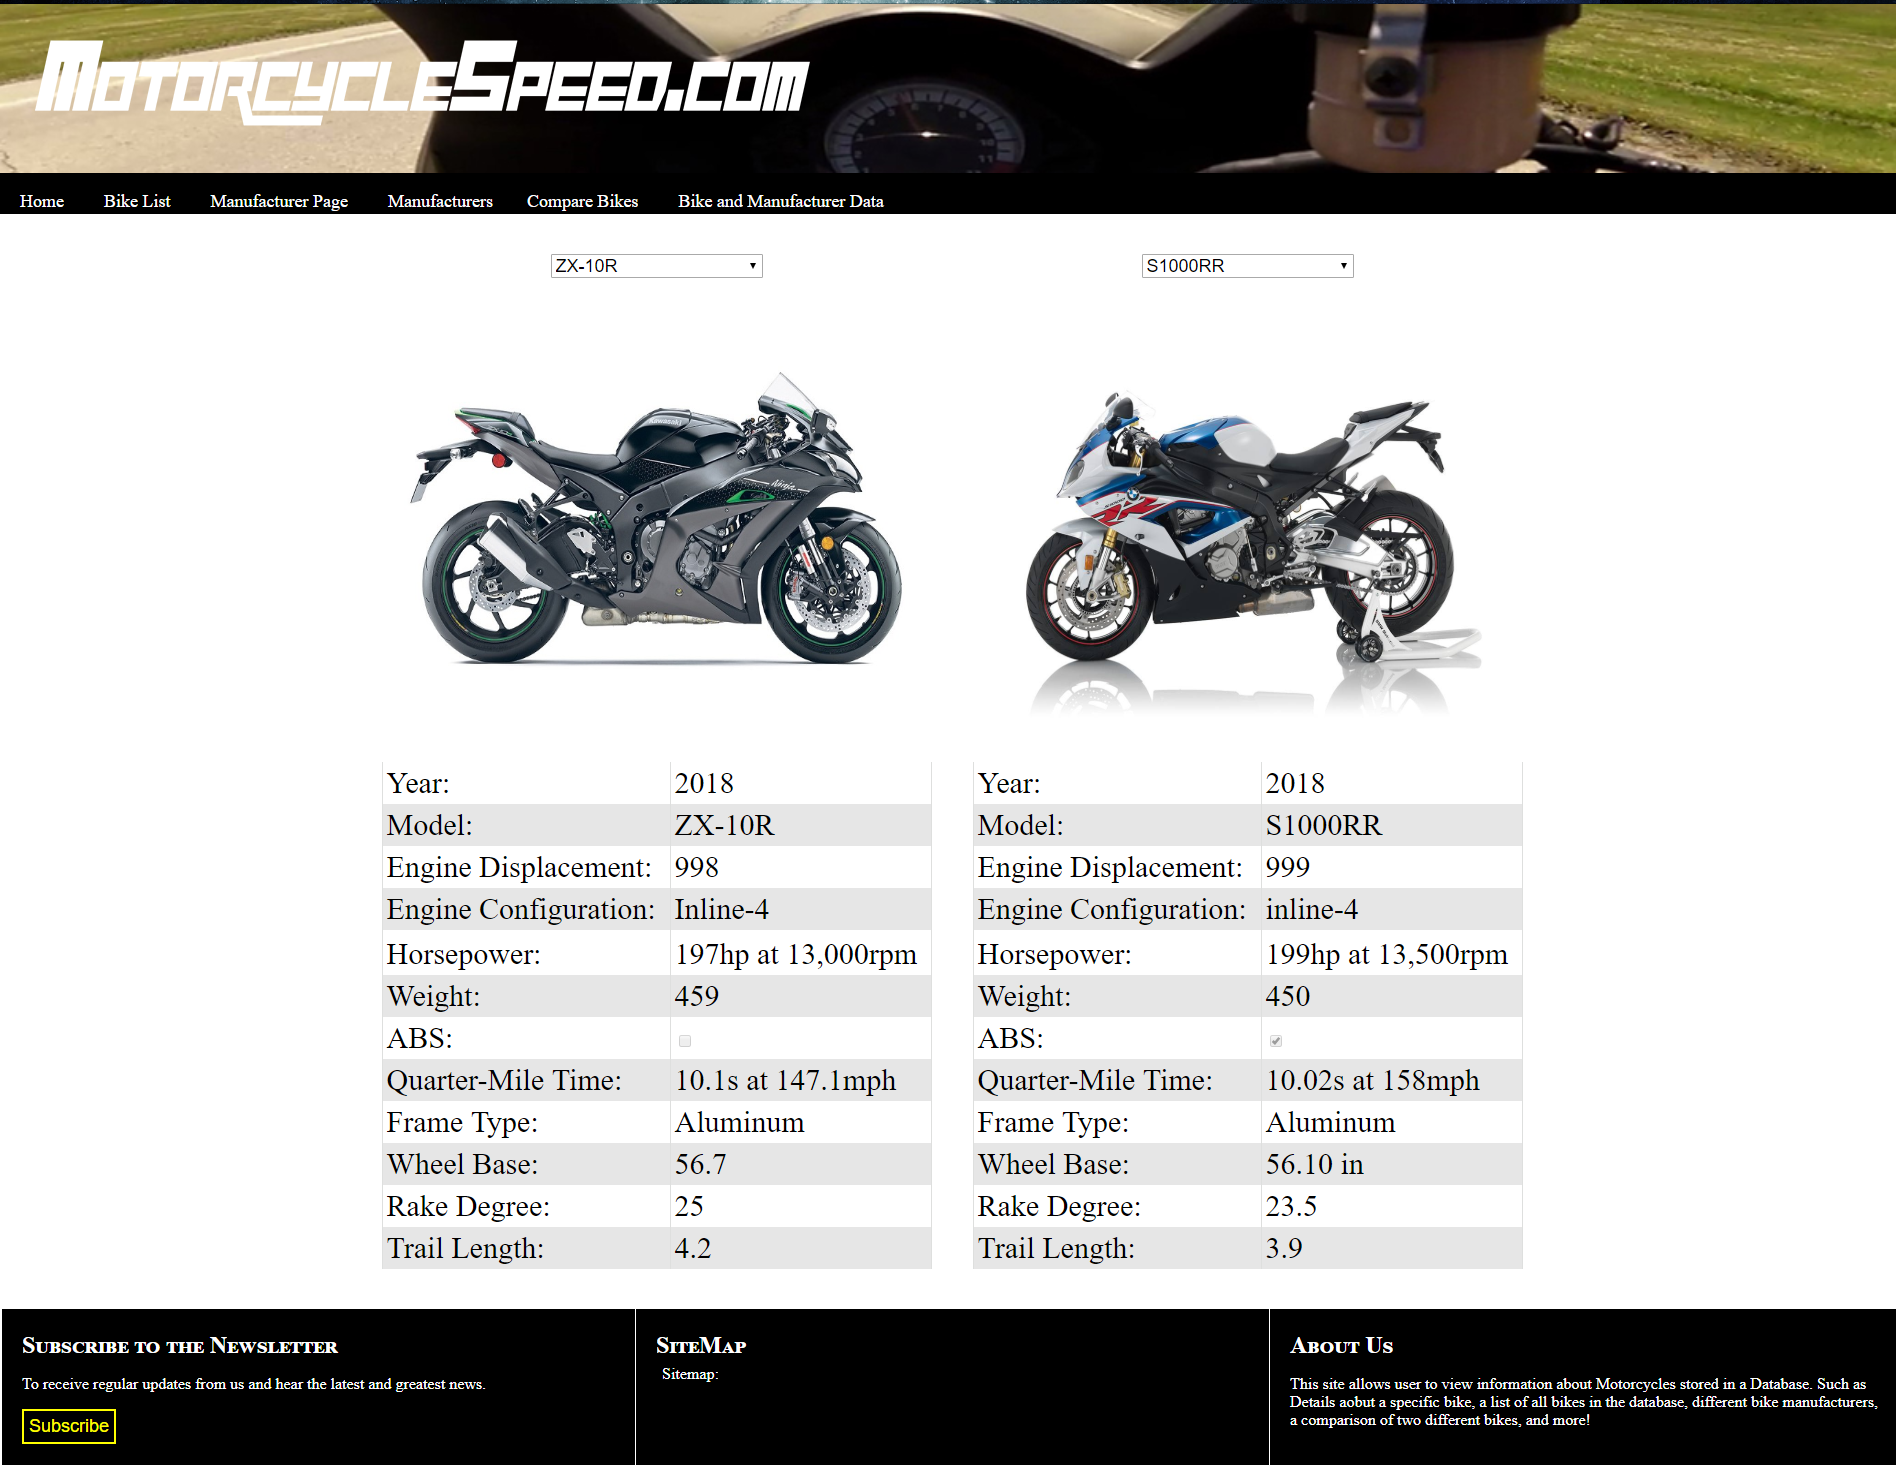 MotorcycleSpeed.com
Home Bike List Manufacturer Page Manufacturers Compare Bikes Bike and Manufacturer Data
ZX-10R S1000RR
Kawasaki
Ninja
RR
Year: 2018 Year: 2018
Model: ZX-10R Model: S1000RR
Engine Displacement: 998 Engine Displacement: 999
Engine Configuration: Inline-4 Engine Configuration: inline-4
Horsepower: 197hp at 13,000rpm Horsepower: 199hp at 13,500rpm
Weight: 459 Weight: 450
ABS: ABS:
Quarter-Mile Time: 10.1s at 147.1mph Quarter-Mile Time: 10.02s at 158mph
Frame Type: Aluminum Frame Type: Aluminum
Wheel Base: 56.7 Wheel Base: 56.10 in
Rake Degree: 25 Rake Degree: 23.5
Trail Length: 4.2 Trail Length: 3.9
Subscribe to the Newsletter
To receive regular updates from us and hear the latest and greatest news.
Subscribe
SiteMap
Sitemap:
About Us
This site allows user to view information about Motorcycles stored in a Database. Such as
Details aobut a specific bike, a list of all bikes in the database, different bike manufacturers,
a comparison of two different bikes, and more!